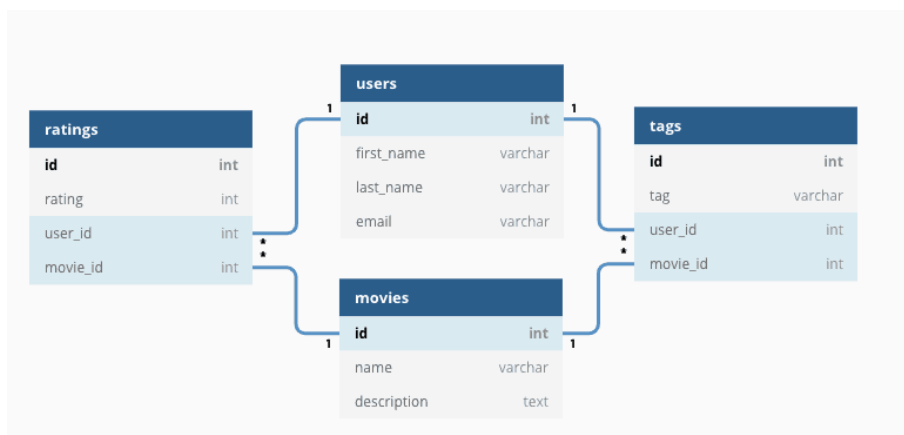 users
1
id int
1
first_name varchar
last_name varchar
email varchar
ratings
id int
rating int
user_id int
*
*
movie_id int
tags
id int
tag varchar
user_id int
*
*
movie_id int
movies
id int
1
1
name varchar
description text